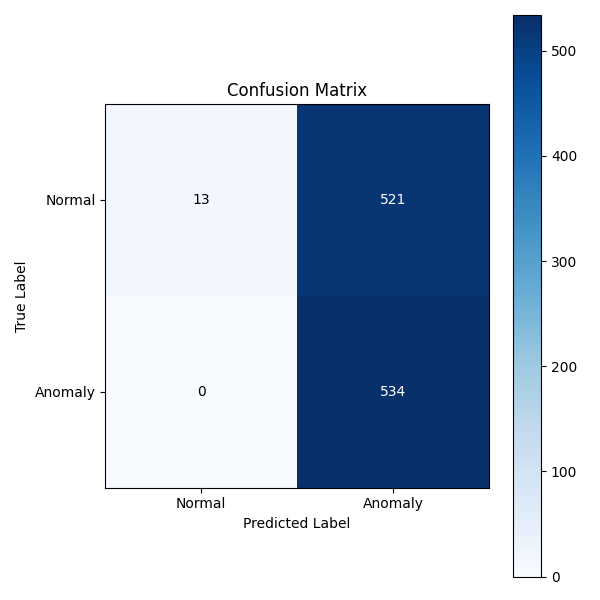 Confusion Matrix
500
400
300
200
100
0
True Label
Normal
13
521
Anomaly
0
534
Normal
Anomaly
Predicted Label